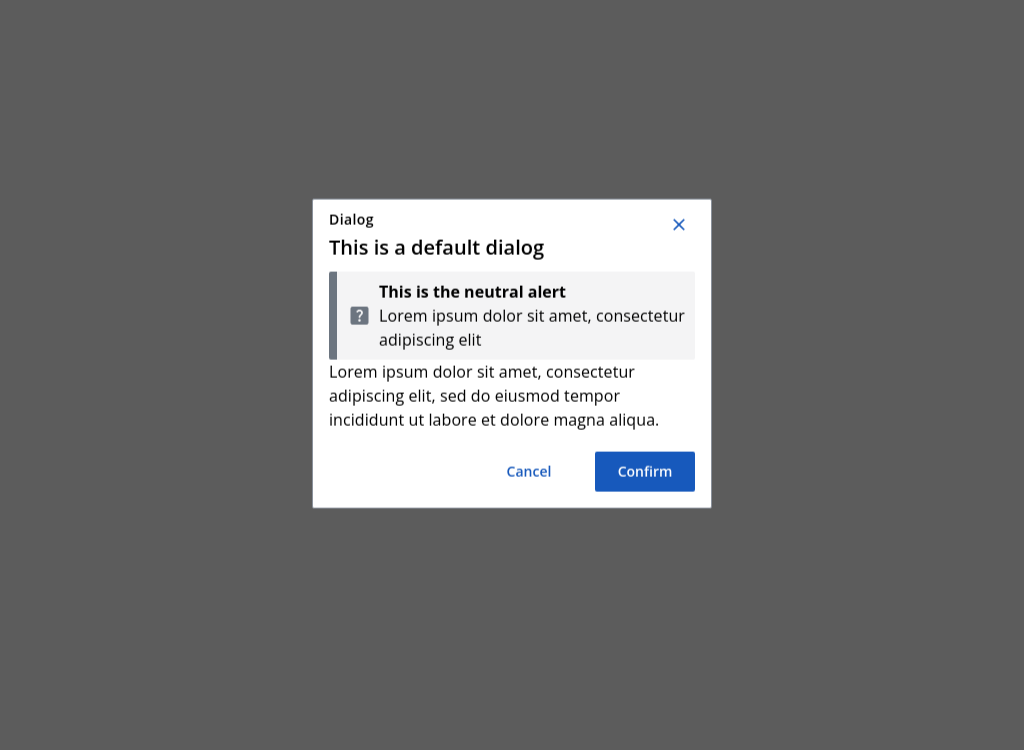 Dialog
This is a default dialog
This is the neutral alert
?
Lorem ipsum dolor sit amet, consectetur
adipiscing elit
Lorem ipsum dolor sit amet, consectetur
adipiscing elit, sed do eiusmod tempor
incididunt ut labore et dolore magna aliqua.
Cancel
Confirm